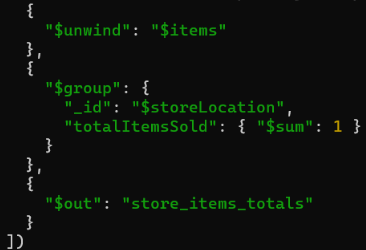 {
"$unwind": "$items"
},
{
"$group": {
"_id": "$storeLocation",
"totalItemsSold": { "$sum": 1 }
}
},
{
"$out": "store_items_totals"
}
])